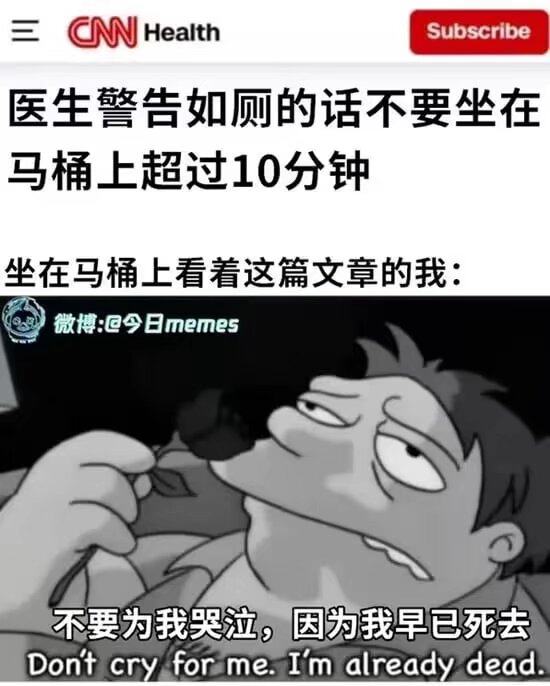 CNN Health
Subscribe
医生警告如厕的话不要坐在
马桶上超过10分钟
坐在马桶上看着这篇文章的我：
微博:@今日memes
不要为我哭泣，因为我早已死去
Don't cry for me. I'm already dead.